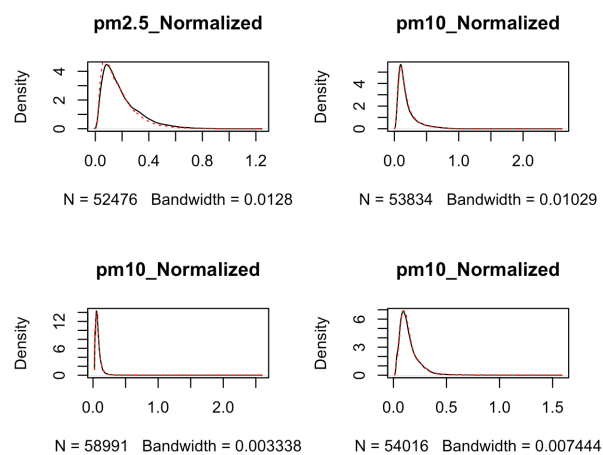 pm2.5_Normalized
Density
0 2 4
0.0 0.4 0.8 1.2
N = 52476 Bandwidth = 0.0128
pm10_Normalized
Density
0 2 4
0.0 1.0 2.0
N = 53834 Bandwidth = 0.01029
pm10_Normalized
Density
0 6 12
0.0 1.0 2.0
N = 58991 Bandwidth = 0.003338
pm10_Normalized
Density
0 3 6
0.0 0.5 1.0 1.5
N = 54016 Bandwidth = 0.007444